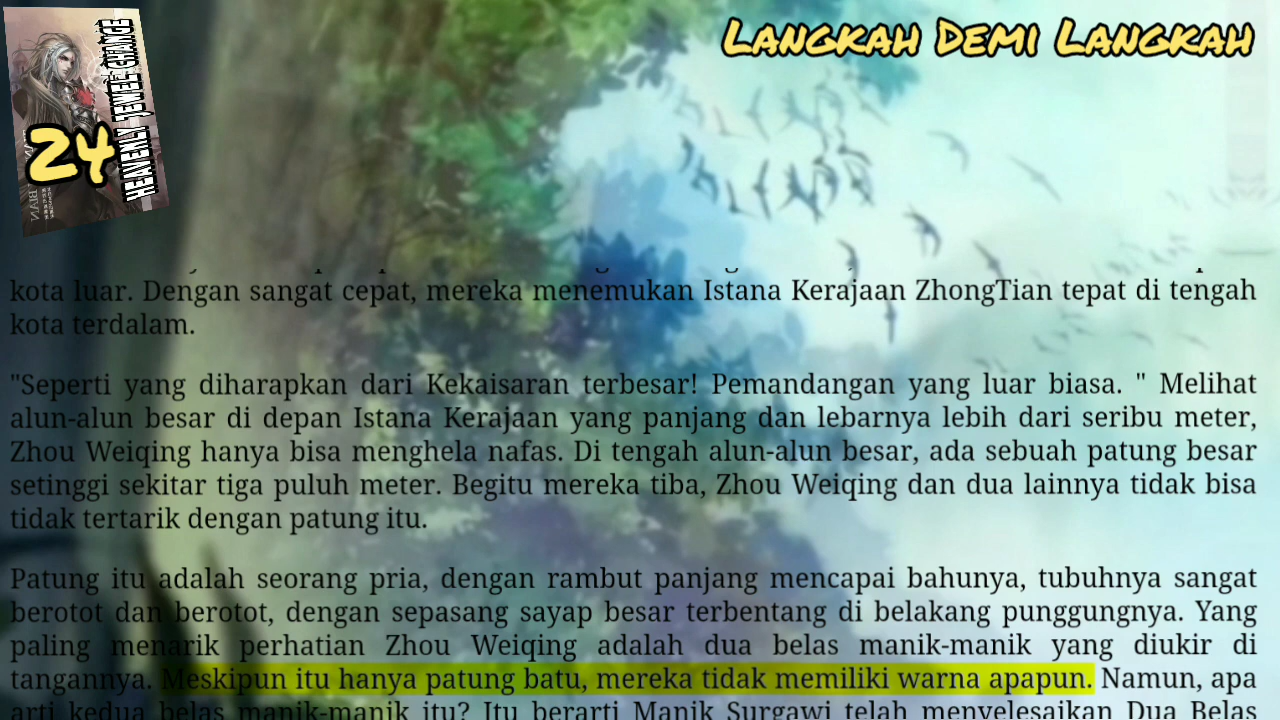 Langkah Demi Langkah
HEAVENLY JEWEL CHANGE
24
kota luar. Dengan sangat cepat, mereka menemukan Istana Kerajaan ZhongTian tepat di tengah
kota terdalam.
"Seperti yang diharapkan dari Kekaisaran terbesar! Pemandangan yang luar biasa. " Melihat
alun-alun besar di depan Istana Kerajaan yang panjang dan lebarnya lebih dari seribu meter,
Zhou Weiqing hanya bisa menghela nafas. Di tengah alun-alun besar, ada sebuah patung besar
setinggi sekitar tiga puluh meter. Begitu mereka tiba, Zhou Weiqing dan dua lainnya tidak bisa
tidak tertarik dengan patung itu.
Patung itu adalah seorang pria, dengan rambut panjang mencapai bahunya, tubuhnya sangat
berotot dan berotot, dengan sepasang sayap besar terbentang di belakang punggungnya. Yang
paling menarik perhatian Zhou Weiqing adalah dua belas manik-manik yang diukir di
tangannya. Meskipun itu hanya patung batu, mereka tidak memiliki warna apapun. Namun, apa
arti kedua belas manik-manik itu? Itu berarti Manik Surgawi telah menyelesaikan Dua Belas